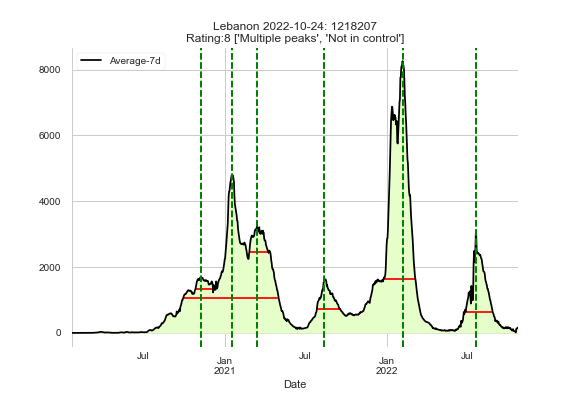 Lebanon 2022-10-24: 1218207
Rating:8 ['Multiple peaks', 'Not in control']
Average-7d
8000
6000
4000
2000
0
Jul
Jan
2021
Jul
Jan
2022
Jul
Date